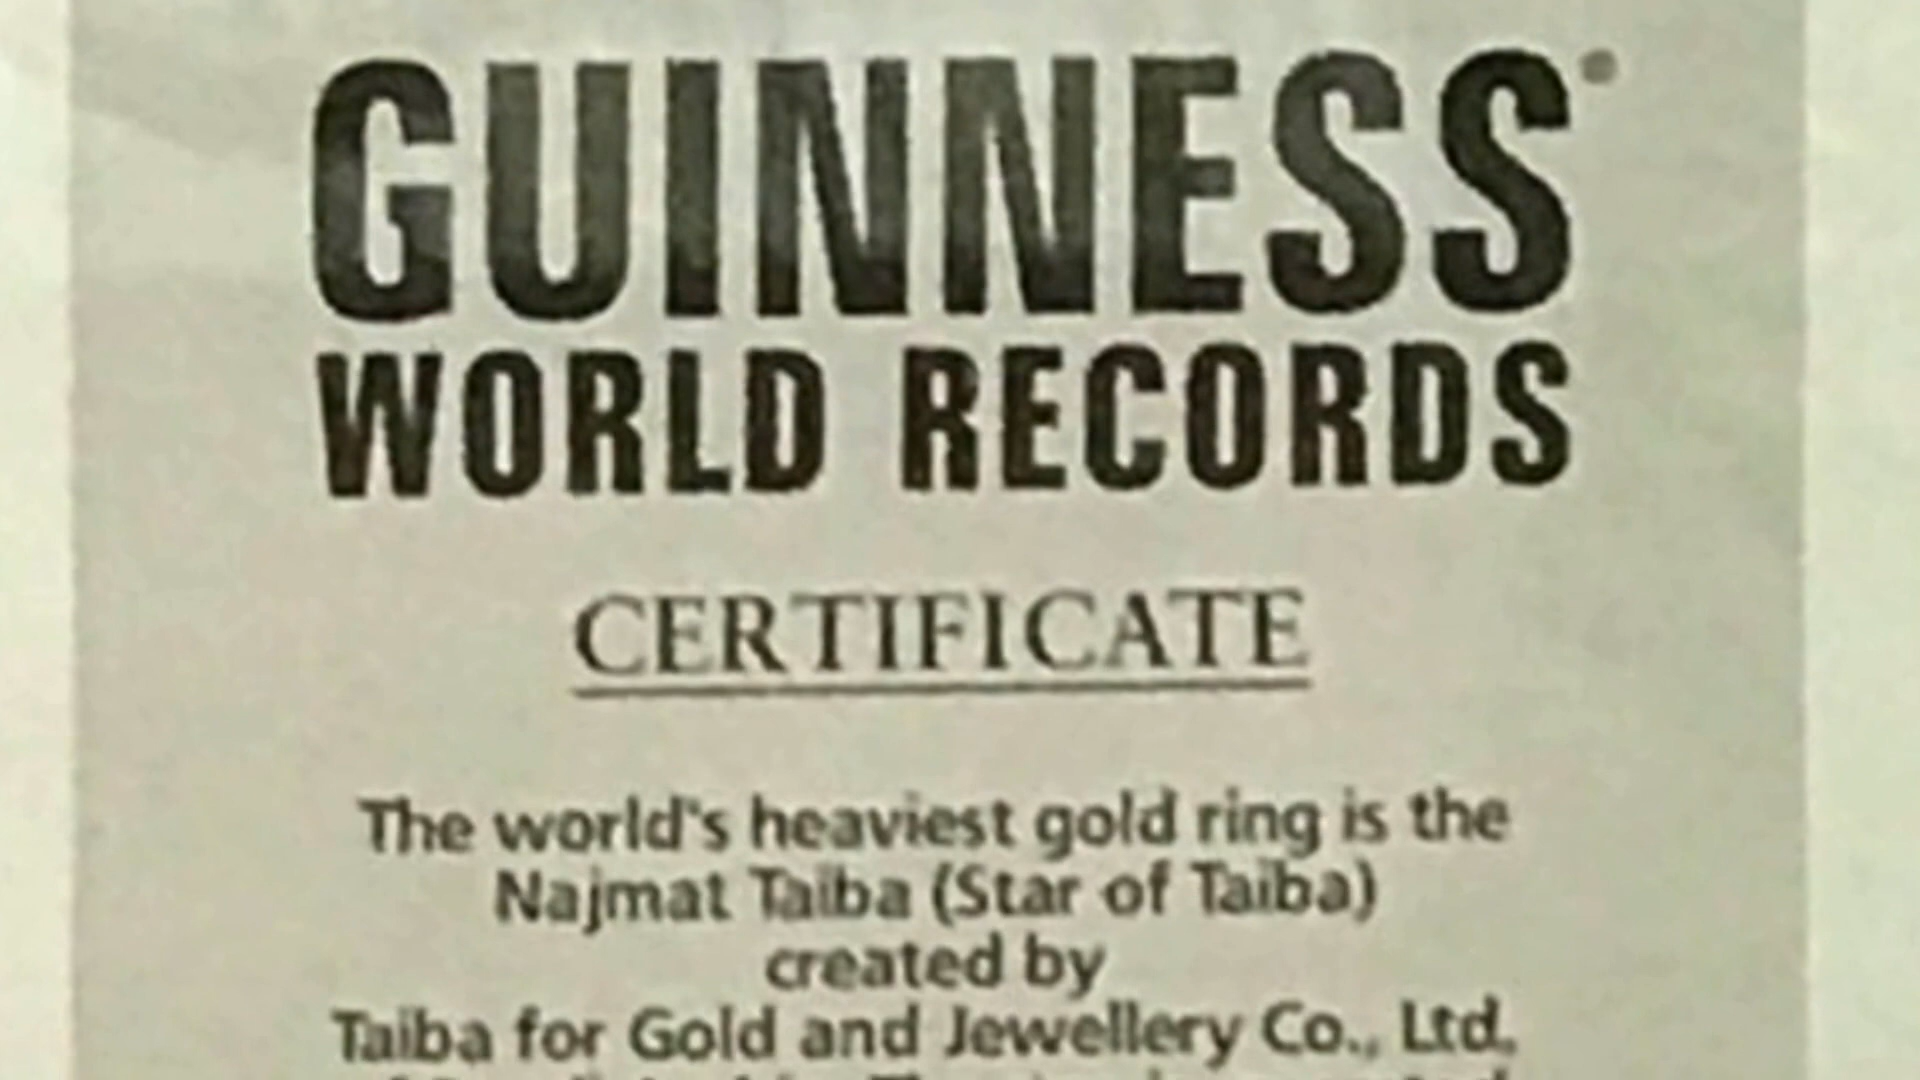 GUINNESS
WORLD RECORDS
CERTIFICATE
The world's heaviest gold ring is the
Najmat Taiba (Star of Taiba)
created by
Taiba for Gold and Jewellery Co., Ltd.